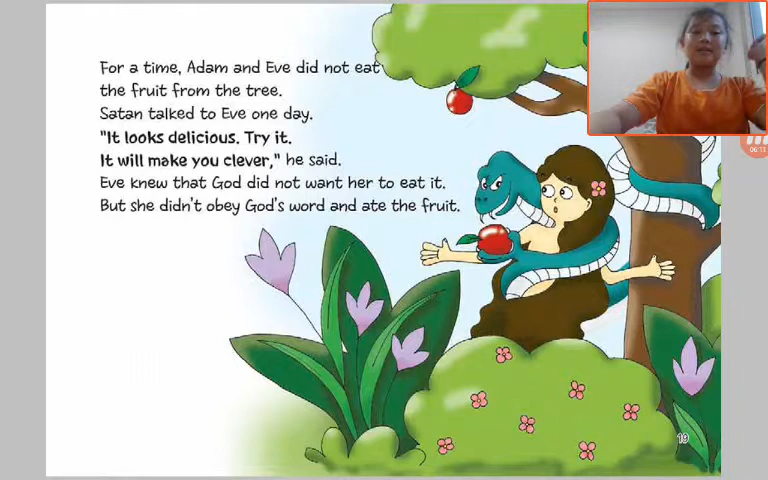 For a time, Adam and Eve did not eat
the fruit from the tree.
Satan talked to Eve one day.
"It looks delicious. Try it.
It will make you clever," he said.
Eve knew that God did not want her to eat it.
But she didn't obey God's word and ate the fruit.
19